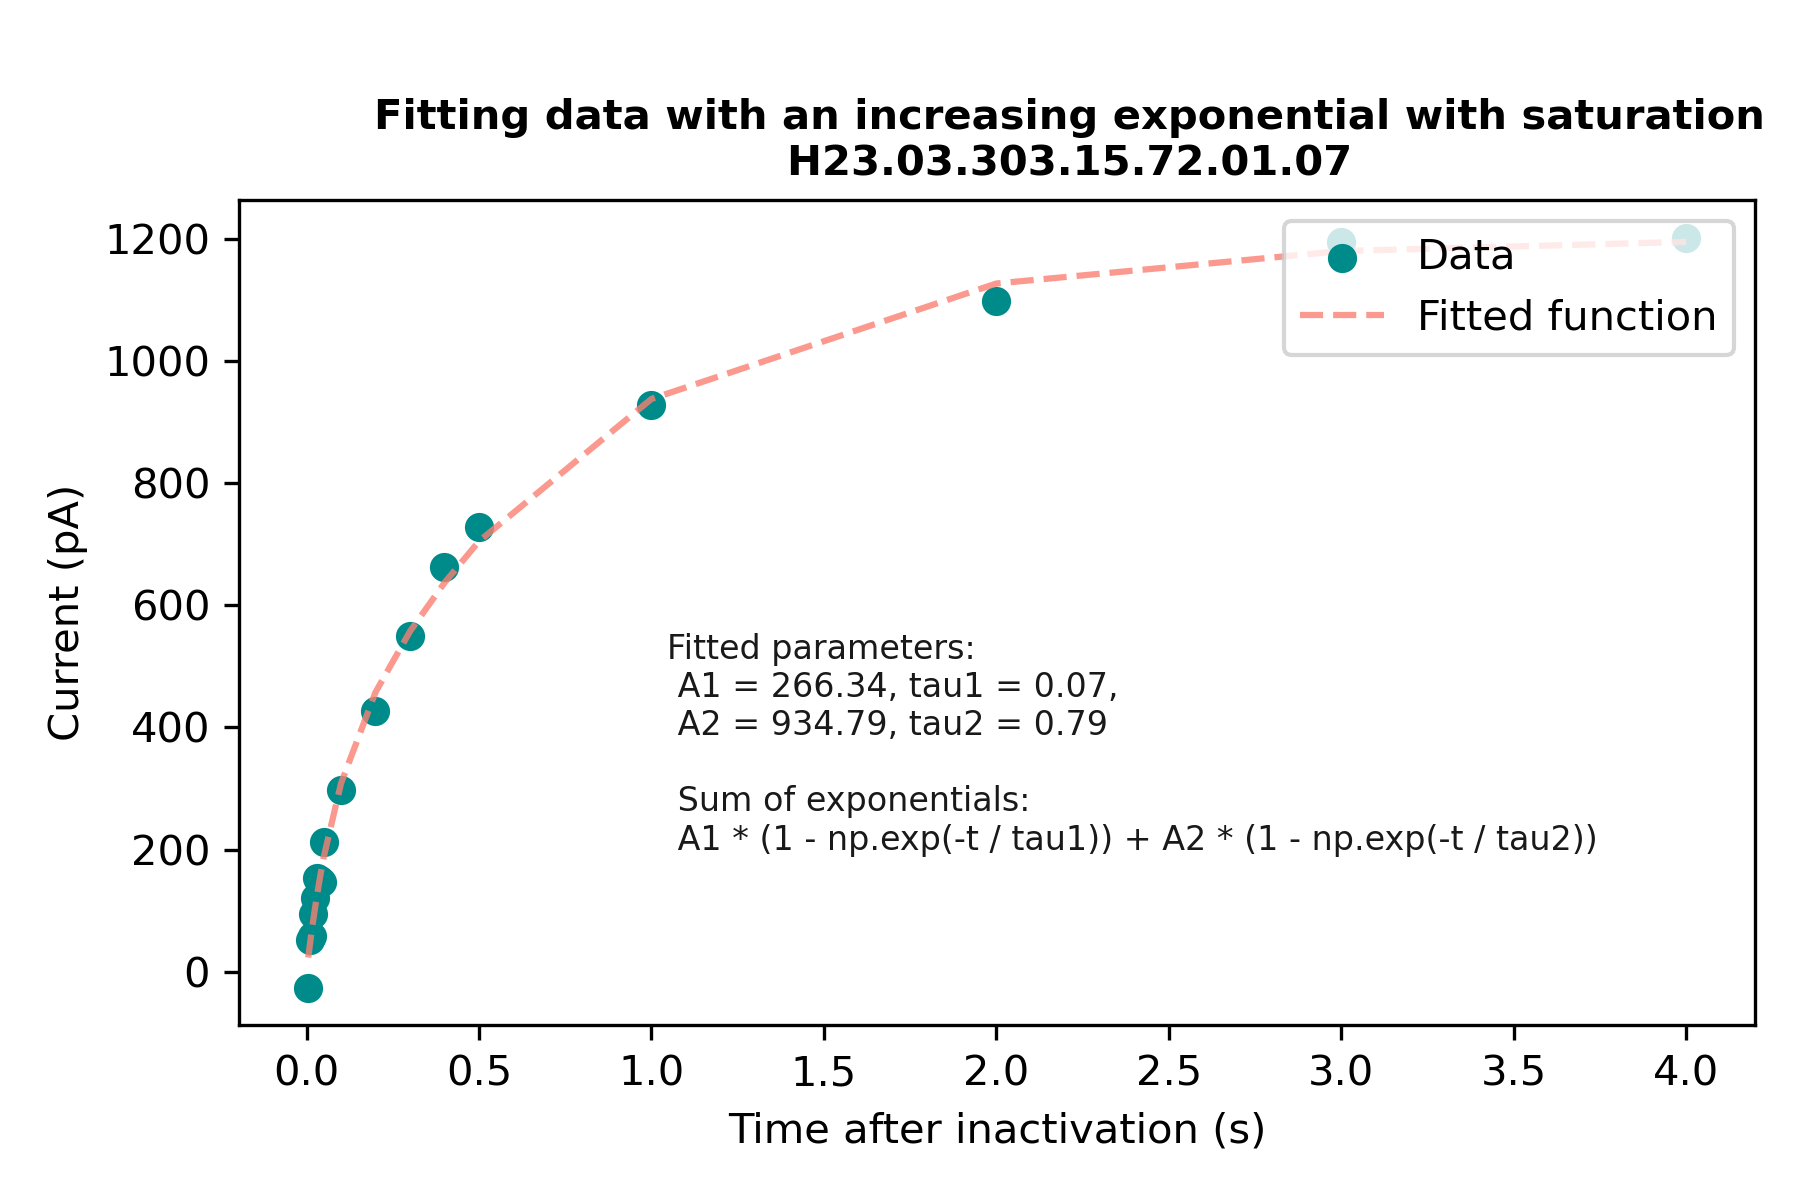 Fitting data with an increasing exponential with saturation
H23.03.303.15.72.01.07
1200
1000
800
600
400
200
0
Current (pA)
Data
Fitted function
Fitted parameters:
A1 = 266.34, tau1 = 0.07,
A2 = 934.79, tau2 = 0.79
Sum of exponentials:
A1 * (1 - np.exp(-t / tau1)) + A2 * (1 - np.exp(-t / tau2))
0.0 0.5 1.0 1.5 2.0 2.5 3.0 3.5 4.0
Time after inactivation (s)